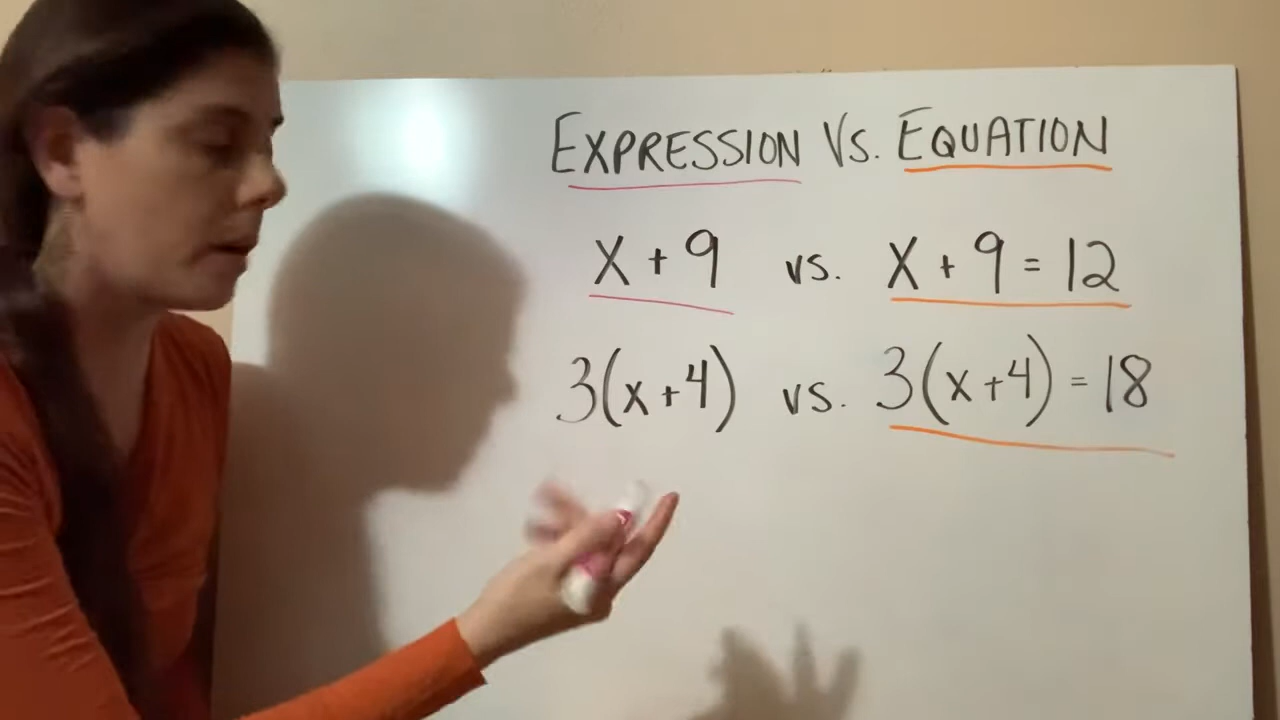 EXPRESSION VS. EQUATION
x + 9 vs. x + 9 = 12
3(x+4) vs. 3(x+4) = 18